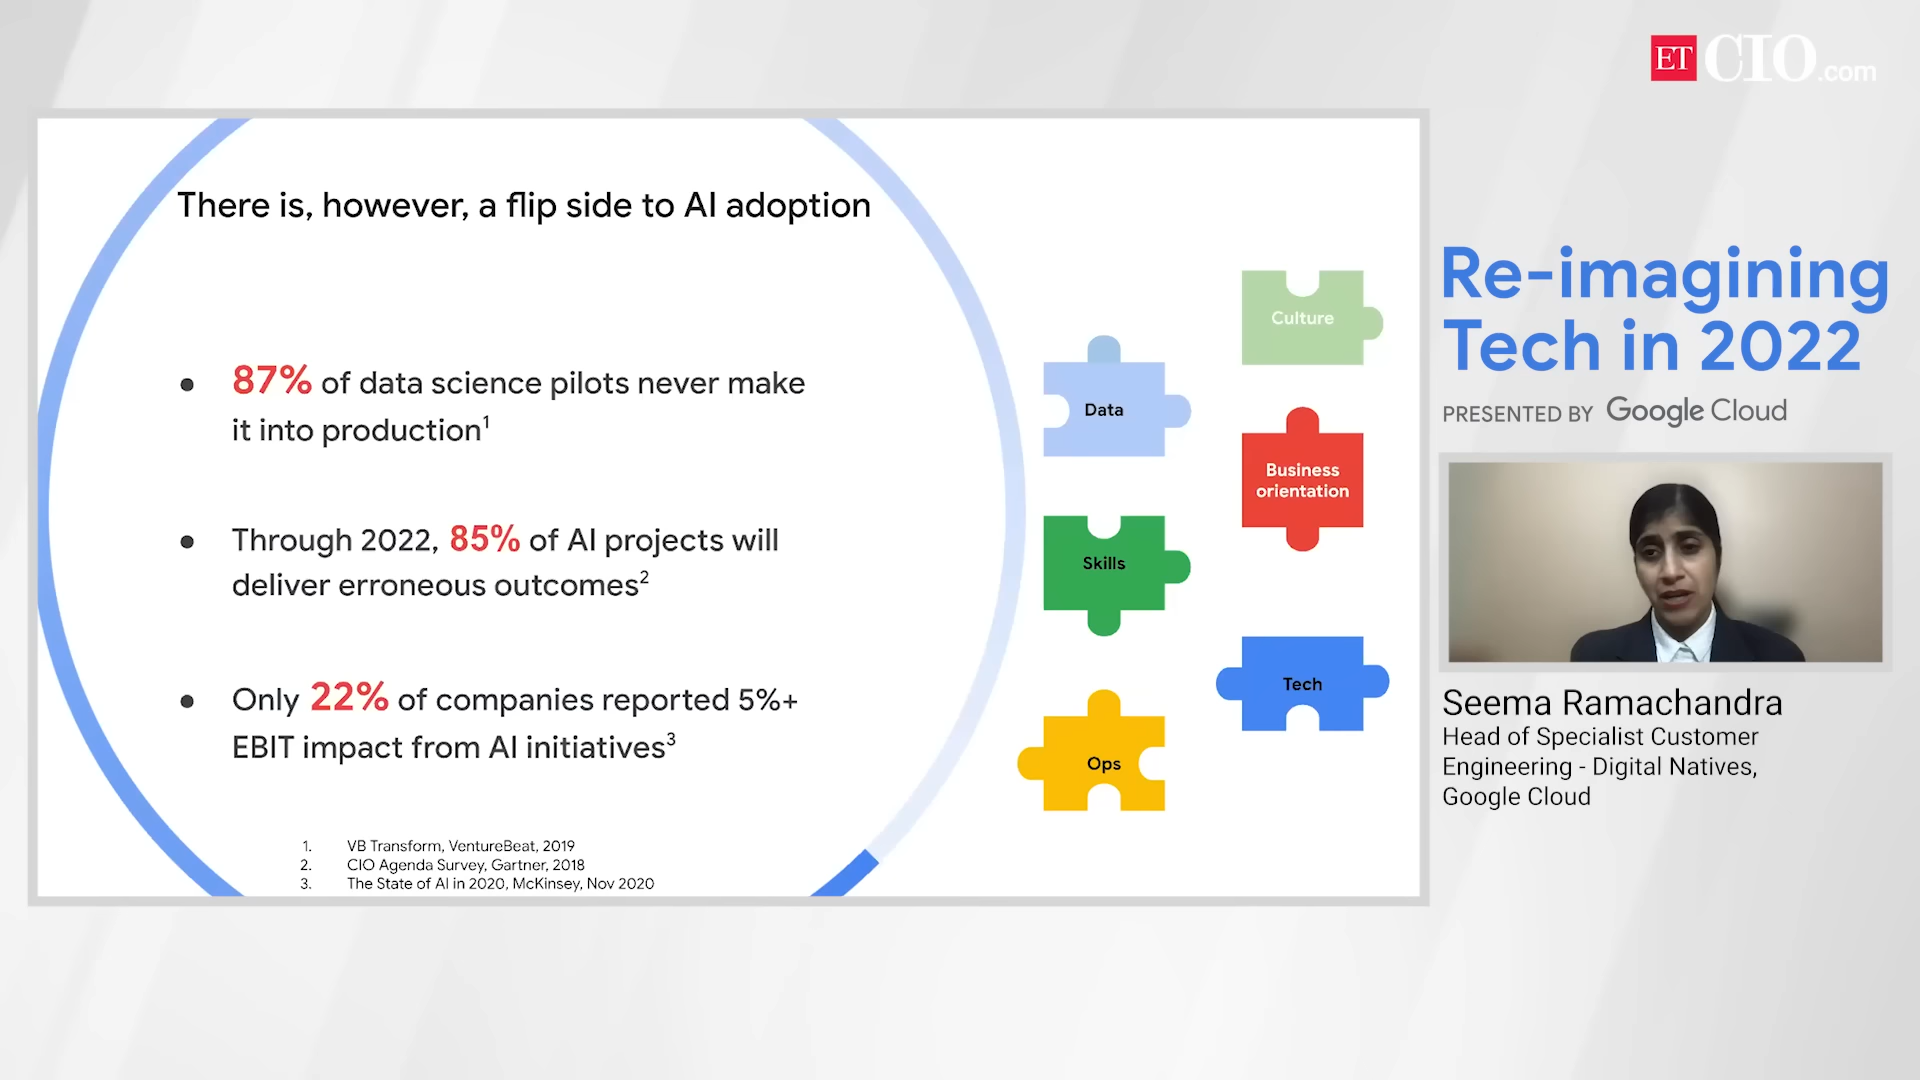 ET CIO.com
There is, however, a flip side to AI adoption
● 87% of data science pilots never make
it into production1
● Through 2022, 85% of AI projects will
deliver erroneous outcomes2
● Only 22% of companies reported 5%+
EBIT impact from AI initiatives3
1. VB Transform, VentureBeat, 2019
2. CIO Agenda Survey, Gartner, 2018
3. The State of AI in 2020, McKinsey, Nov 2020
Culture
Data
Business
orientation
Skills
Tech
Ops
Re-imagining
Tech in 2022
PRESENTED BY Google Cloud
Seema Ramachandra
Head of Specialist Customer
Engineering - Digital Natives,
Google Cloud